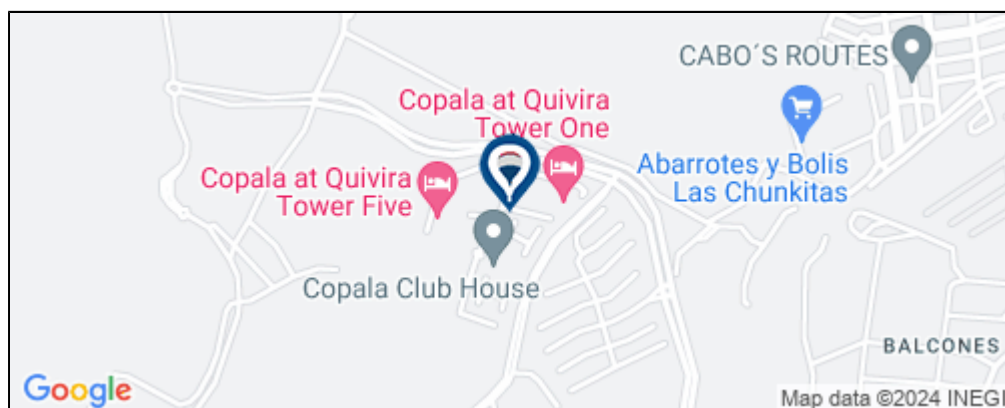 CABO´S ROUTES
Copala at Quivira
Tower One
Abarrotes y Bolis
Las Chunkitas
Copala at Quivira
Tower Five
Copala Club House
BALCONES
Google
Map data ©2024 INEGI